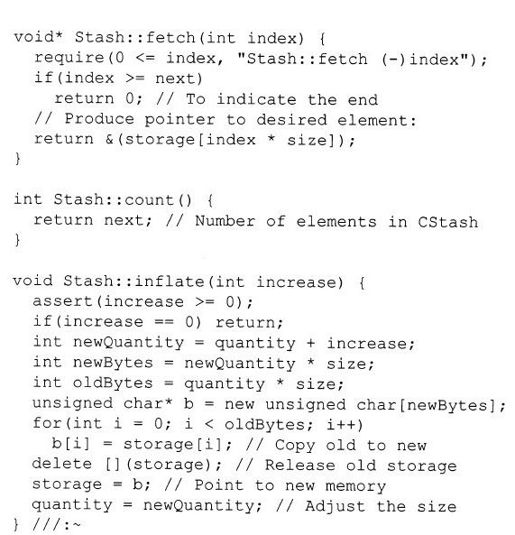 void* Stash::fetch(int index) {
  require(0 <= index, "Stash::fetch (-)index");
  if(index >= next)
    return 0; // To indicate the end
  // Produce pointer to desired element:
  return &(storage[index * size]);
}

int Stash::count() {
  return next; // Number of elements in CStash
}

void Stash::inflate(int increase) {
  assert(increase >= 0);
  if(increase == 0) return;
  int newQuantity = quantity + increase;
  int newBytes = newQuantity * size;
  int oldBytes = quantity * size;
  unsigned char* b = new unsigned char[newBytes];
  for(int i = 0; i < oldBytes; i++)
    b[i] = storage[i]; // Copy old to new
  delete [](storage); // Release old storage
  storage = b; // Point to new memory
  quantity = newQuantity; // Adjust the size
} ///:~